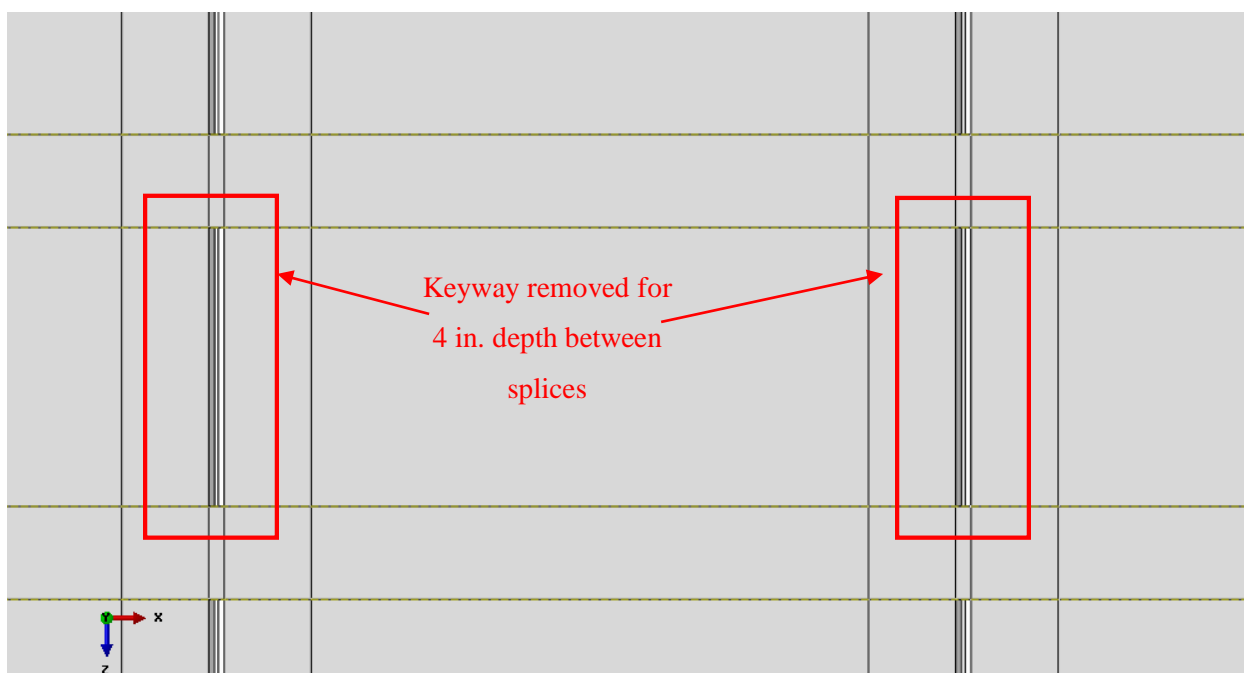 Keyway removed for
4 in. depth between
splices
Y
X
Z